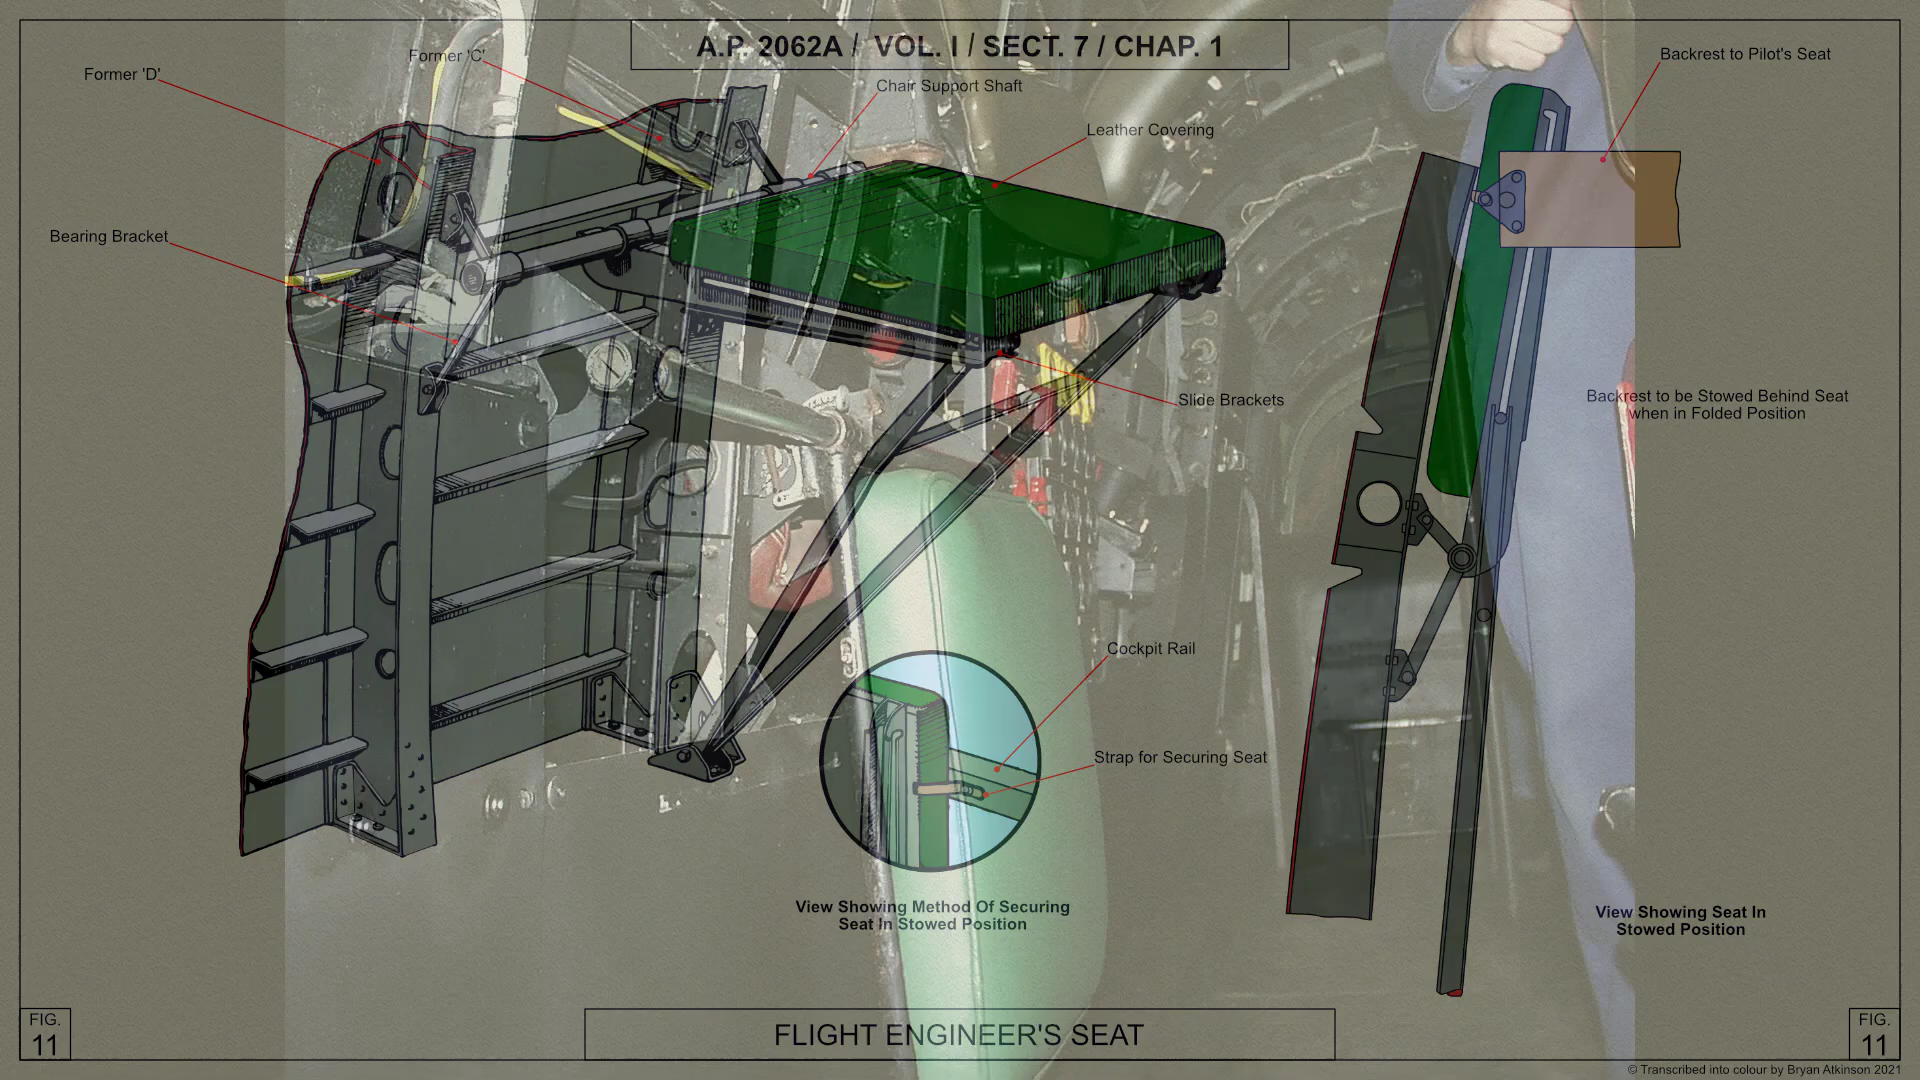 A.P. 2062A / VOL. I / SECT. 7 / CHAP. 1
Former 'D'
Former 'C'
Chair Support Shaft
Leather Covering
Backrest to Pilot's Seat
Bearing Bracket
Slide Brackets
Backrest to be Stowed Behind Seat
when in Folded Position
Cockpit Rail
Strap for Securing Seat
View Showing Method Of Securing
Seat In Stowed Position
View Showing Seat In
Stowed Position
FIG.
11
FLIGHT ENGINEER'S SEAT
FIG.
11
© Transcribed into colour by Bryan Atkinson 2021